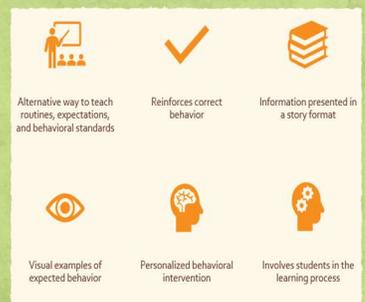 Alternative way to teach
routines, expectations,
and behavioral standards
Reinforces correct
behavior
Information presented in
a story format
Visual examples of
expected behavior
Personalized behavioral
intervention
Involves students in the
learning process